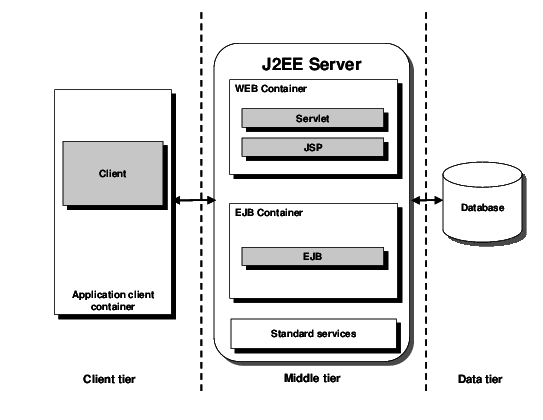 J2EE Server
WEB Container
Servlet
JSP
Client
EJB Container
EJB
Database
Application client
container
Standard services
Client tier
Middle tier
Data tier